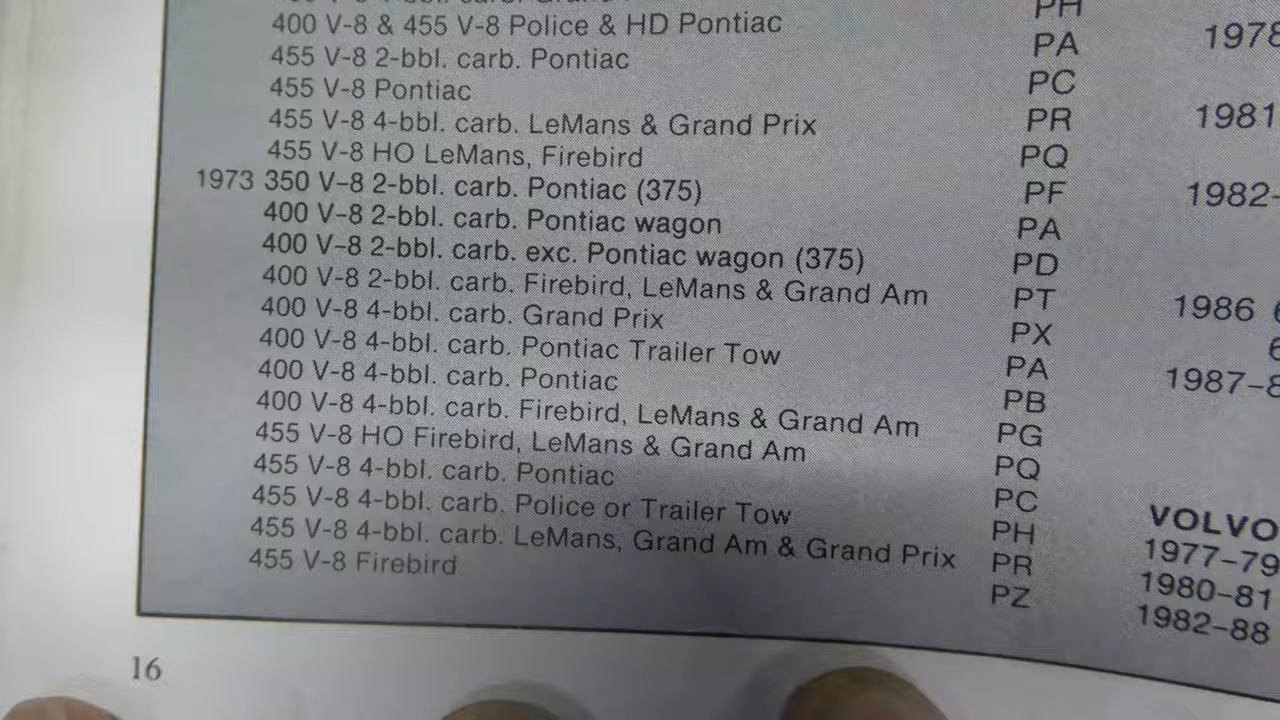 400 V-8 & 455 V-8 Police & HD Pontiac PH
455 V-8 2-bbl. carb. Pontiac PA
455 V-8 Pontiac PC
455 V-8 4-bbl. carb. LeMans & Grand Prix PR
455 V-8 HO LeMans, Firebird PQ
1973 350 V–8 2-bbl. carb. Pontiac (375) PF
400 V–8 2-bbl. carb. Pontiac wagon PA
400 V–8 2-bbl. carb. exc. Pontiac wagon (375) PD
400 V-8 2-bbl. carb. Firebird, LeMans & Grand Am PT
400 V-8 4-bbl. carb. Grand Prix PX
400 V-8 4-bbl. carb. Pontiac Trailer Tow PA
400 V-8 4-bbl. carb. Pontiac PB
400 V-8 4-bbl. carb. Firebird, LeMans & Grand Am PG
455 V-8 HO Firebird, LeMans & Grand Am PQ
455 V-8 4-bbl. carb. Pontiac PC
455 V-8 4-bbl. carb. Police or Trailer Tow PH
455 V-8 4-bbl. carb. LeMans, Grand Am & Grand Prix PR
455 V-8 Firebird PZ
1978
1981
1982-
1986 6
6
1987–8
VOLVO
1977–79
1980–81
1982–88
16